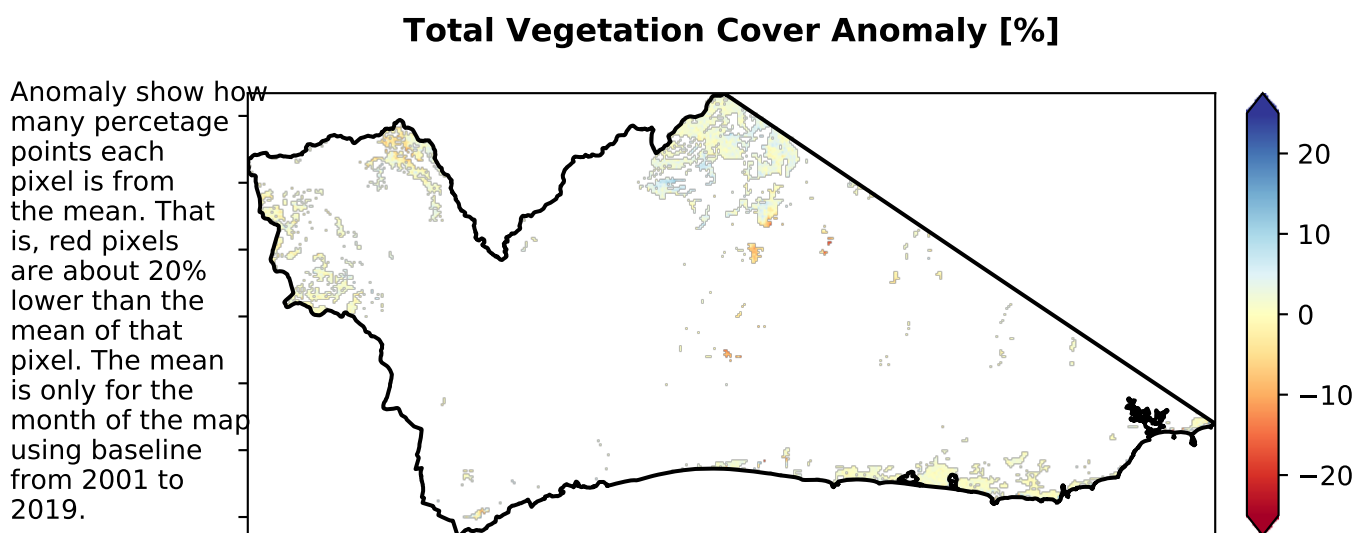 Total Vegetation Cover Anomaly [%]
Anomaly show how
many percetage
points each
pixel is from
the mean. That
is, red pixels
are about 20%
lower than the
mean of that
pixel. The mean
is only for the
month of the map
using baseline
from 2001 to
2019.
20
10
0
−10
−20